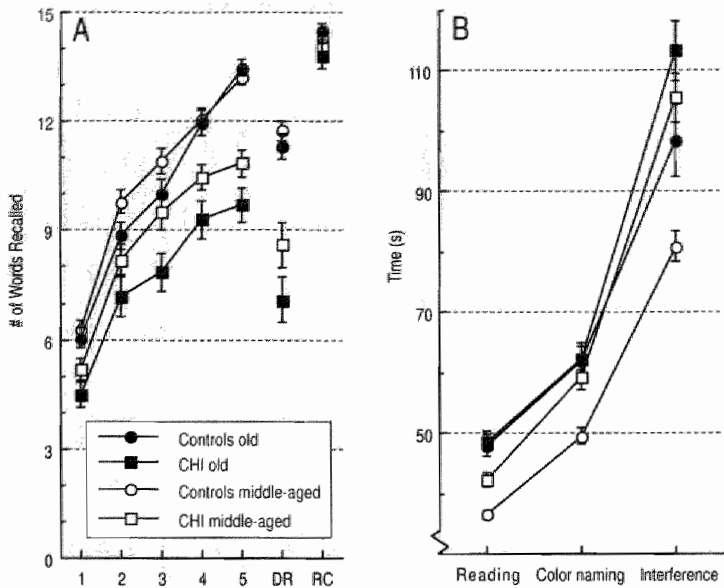 A
# of Words Recalled
15
12
9
6
3
0
Controls old
CHI old
Controls middle-aged
CHI middle-aged
1 2 3 4 5 DR RC
B
Time (s)
110
90
70
50
Reading Color naming Interference